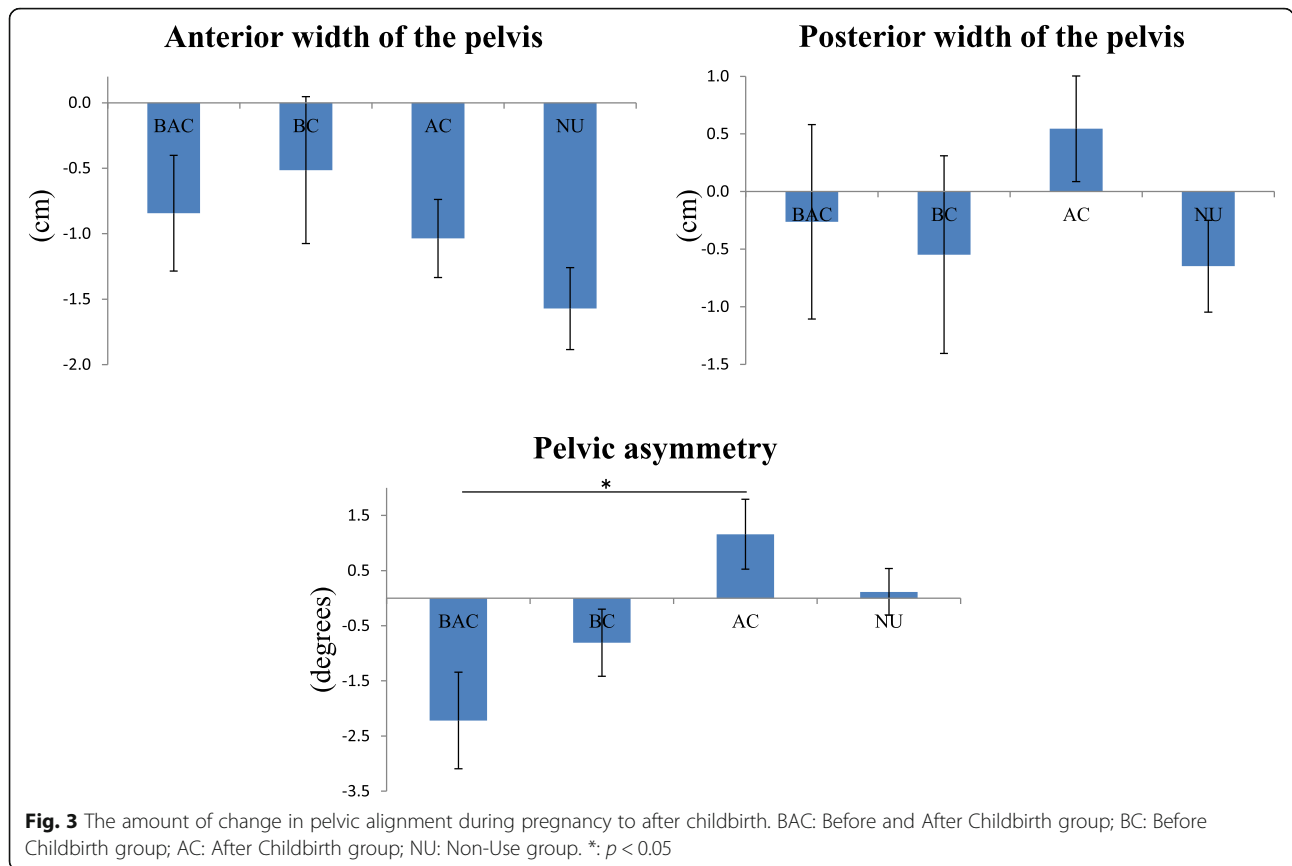 Anterior width of the pelvis
0.0
-0.5
-1.0
-1.5
-2.0
(cm)
BAC BC AC NU
Posterior width of the pelvis
1.0
0.5
0.0
-0.5
-1.0
-1.5
(cm)
BAC BC AC NU
Pelvic asymmetry
*
1.5
0.5
-0.5
-1.5
-2.5
-3.5
(degrees)
BAC BC AC NU
Fig. 3 The amount of change in pelvic alignment during pregnancy to after childbirth. BAC: Before and After Childbirth group; BC: Before
Childbirth group; AC: After Childbirth group; NU: Non-Use group. *: p < 0.05